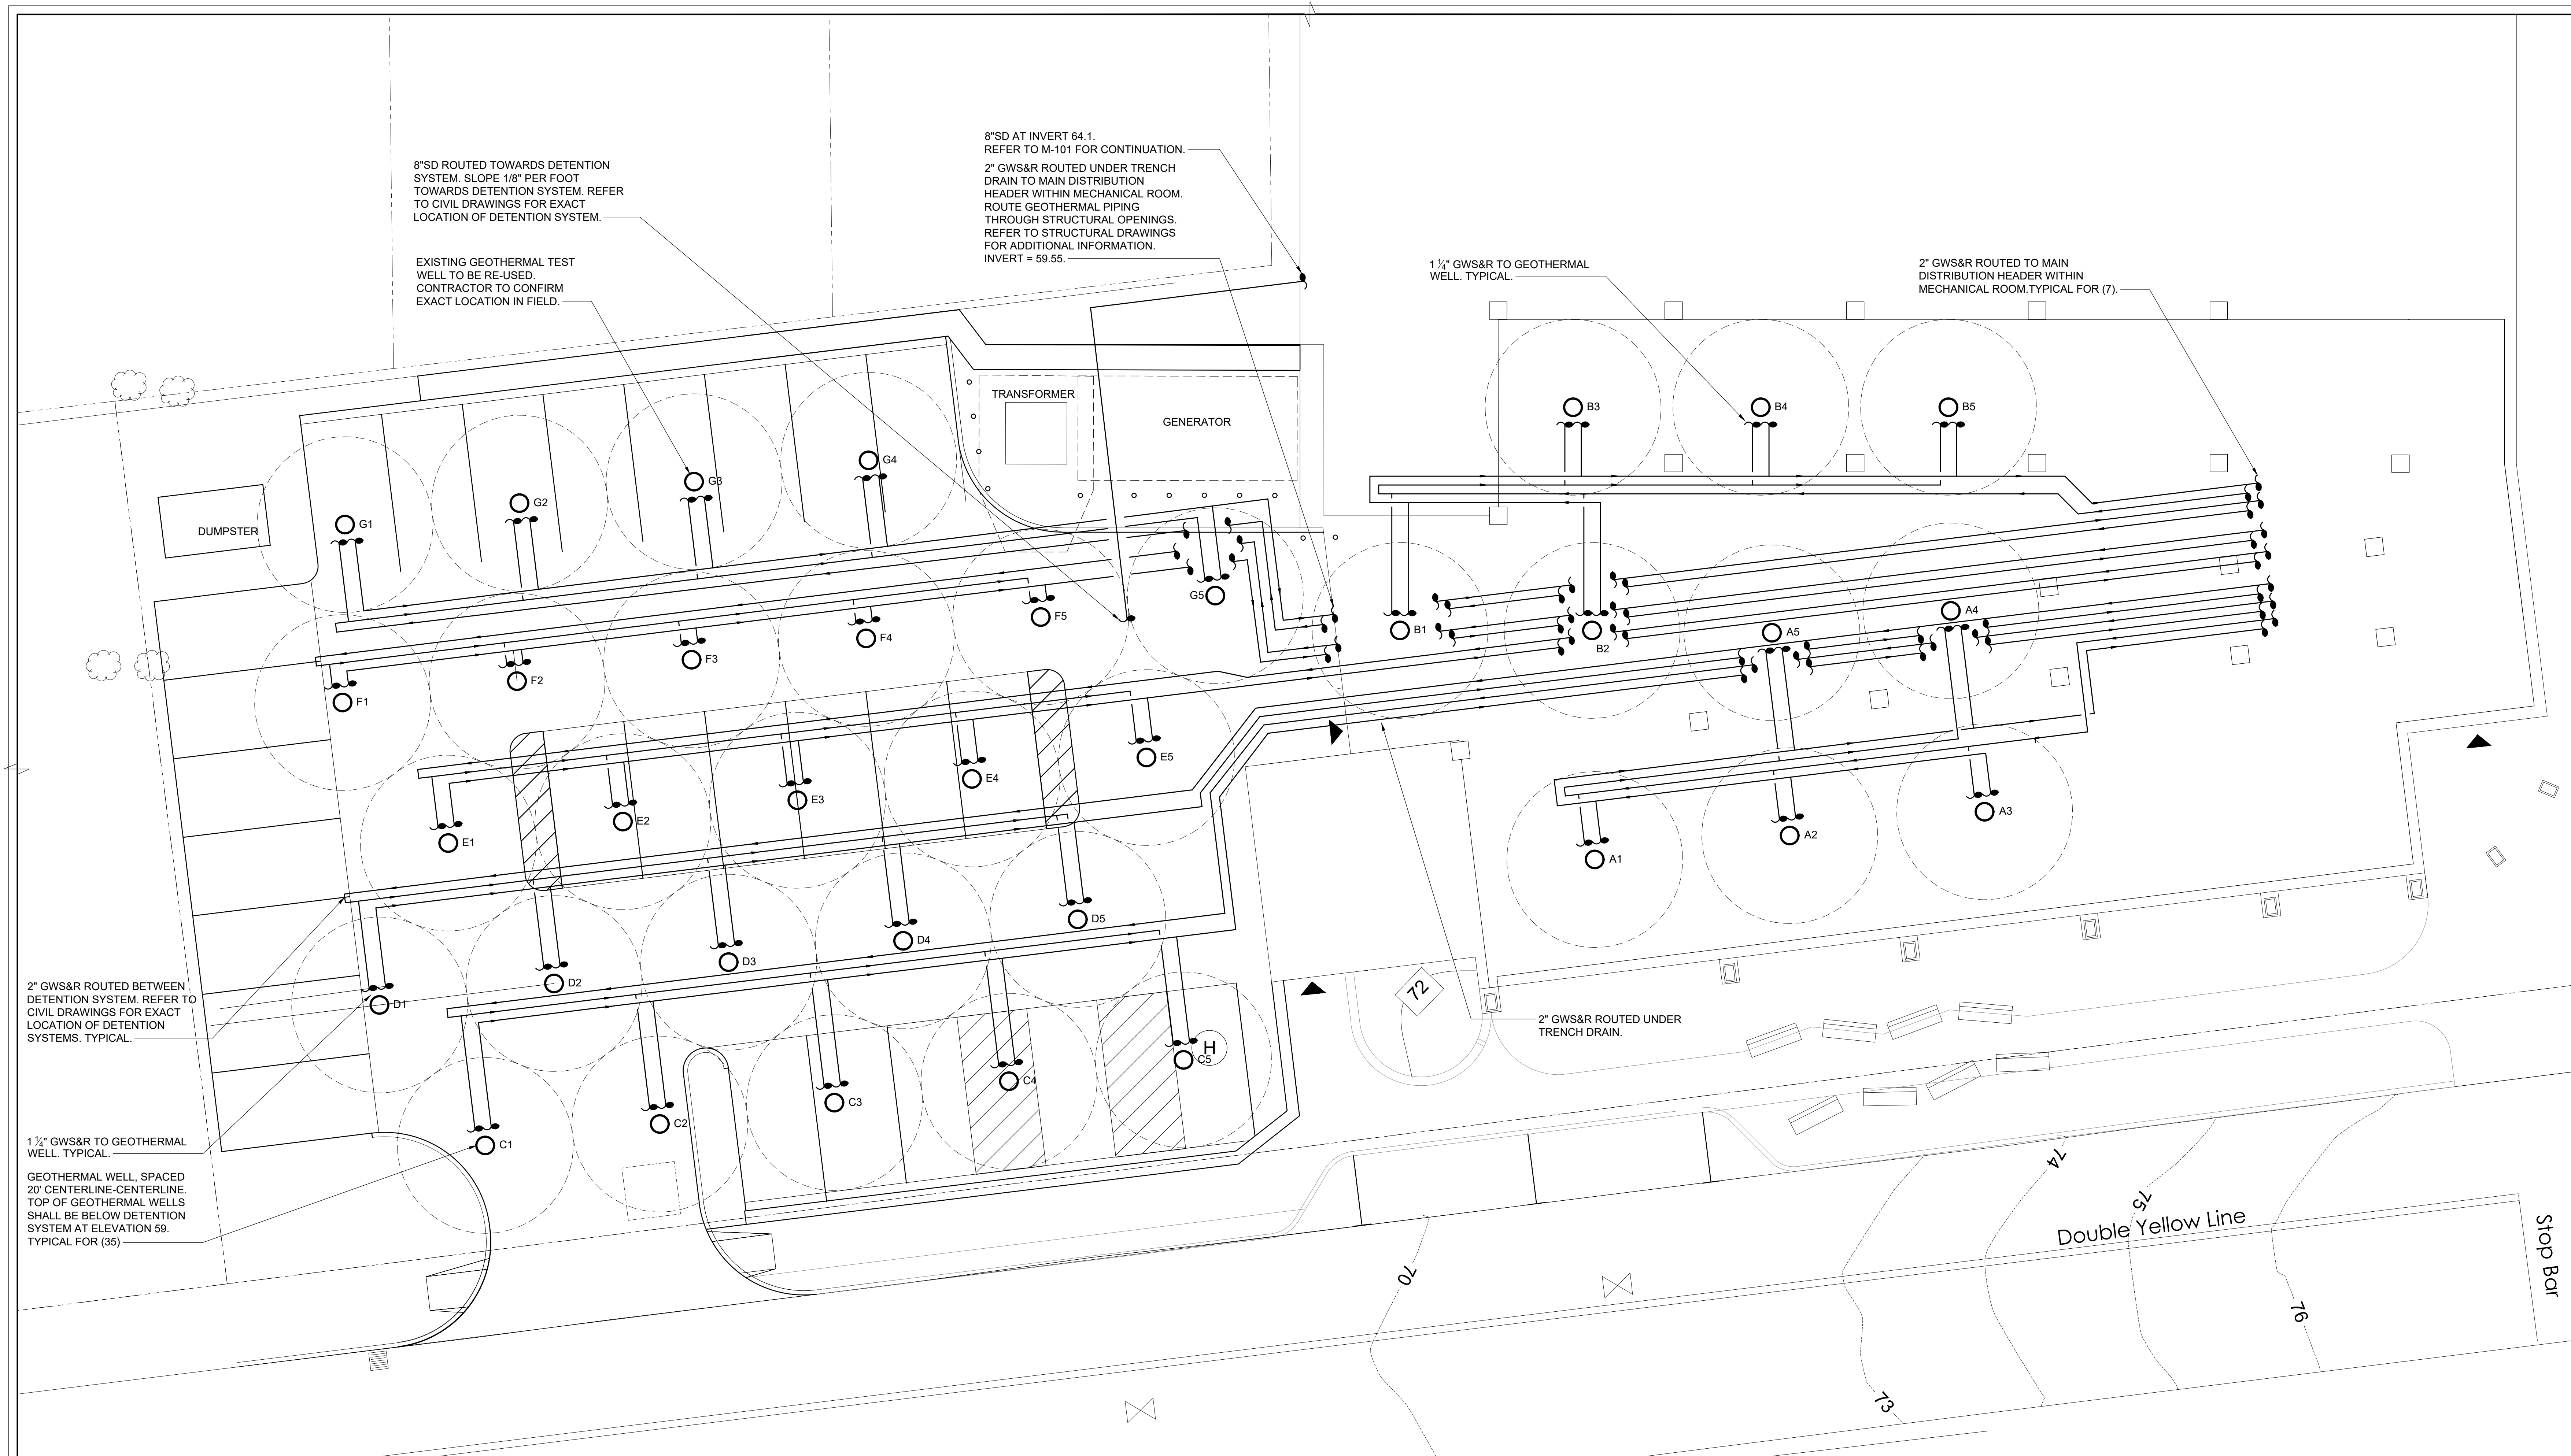 8"SD AT INVERT 64.1.
REFER TO M-101 FOR CONTINUATION.
2" GWS&R ROUTED UNDER TRENCH
DRAIN TO MAIN DISTRIBUTION
HEADER WITHIN MECHANICAL ROOM.
ROUTE GEOTHERMAL PIPING
THROUGH STRUCTURAL OPENINGS.
REFER TO STRUCTURAL DRAWINGS
FOR ADDITIONAL INFORMATION.
INVERT = 59.55.
8"SD ROUTED TOWARDS DETENTION
SYSTEM. SLOPE 1/8" PER FOOT
TOWARDS DETENTION SYSTEM. REFER
TO CIVIL DRAWINGS FOR EXACT
LOCATION OF DETENTION SYSTEM.
EXISTING GEOTHERMAL TEST
WELL TO BE RE-USED.
CONTRACTOR TO CONFIRM
EXACT LOCATION IN FIELD.
1 ¼" GWS&R TO GEOTHERMAL
WELL. TYPICAL.
2" GWS&R ROUTED TO MAIN
DISTRIBUTION HEADER WITHIN
MECHANICAL ROOM.TYPICAL FOR (7).
TRANSFORMER
GENERATOR
DUMPSTER
B3
B4
B5
G1
G2
G3
G4
G5
F1
F2
F3
F4
F5
B1
B2
A5
A4
E1
E2
E3
E4
E5
A1
A2
A3
D1
D2
D3
D4
D5
C1
C2
C3
C4
C5
H
72
2" GWS&R ROUTED BETWEEN
DETENTION SYSTEM. REFER TO
CIVIL DRAWINGS FOR EXACT
LOCATION OF DETENTION
SYSTEMS. TYPICAL.
2" GWS&R ROUTED UNDER
TRENCH DRAIN.
1 ¼" GWS&R TO GEOTHERMAL
WELL. TYPICAL.
GEOTHERMAL WELL, SPACED
20' CENTERLINE-CENTERLINE.
TOP OF GEOTHERMAL WELLS
SHALL BE BELOW DETENTION
SYSTEM AT ELEVATION 59.
TYPICAL FOR (35)
70
73
74
75
76
Double Yellow Line
Stop Bar